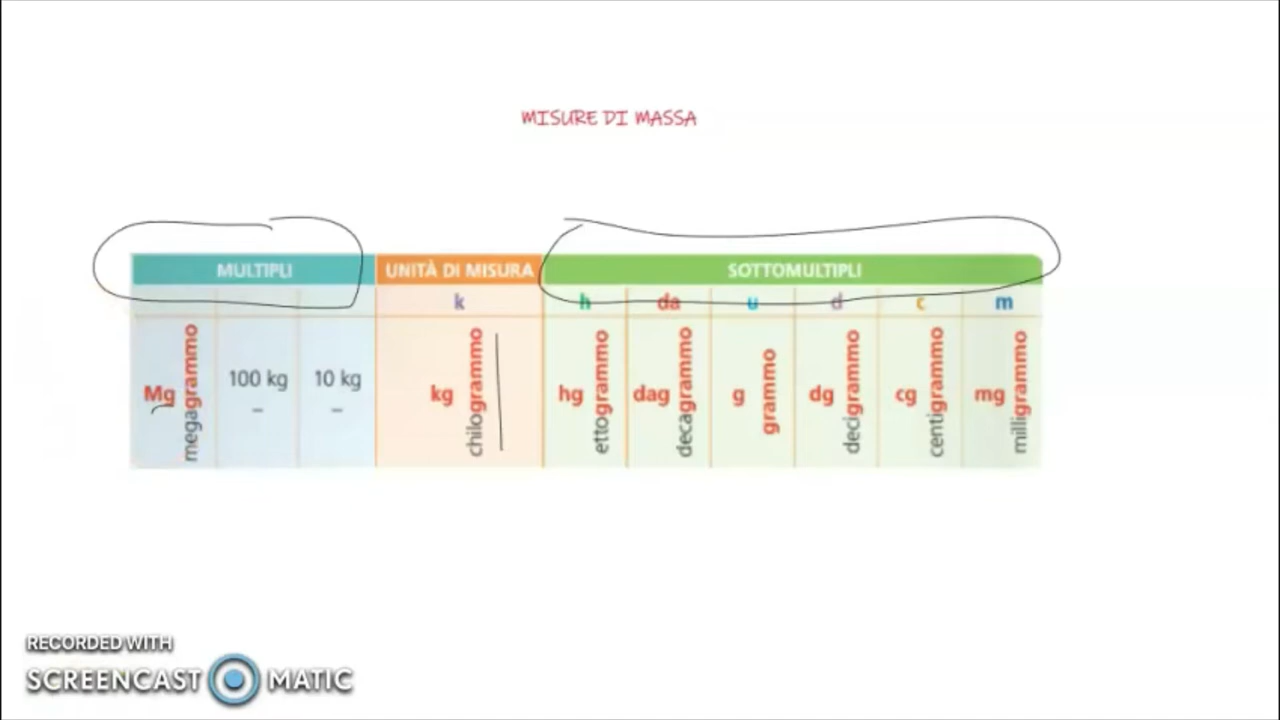 MISURE DI MASSA
MULTIPLI UNITÀ DI MISURA SOTTOMULTIPLI
k h da u d c m
Mg megagrammo 100 kg – 10 kg – kg chilogrammo hg ettogrammo dag decagrammo g grammo dg decigrammo cg centigrammo mg milligrammo
RECORDED WITH
SCREENCAST MATIC